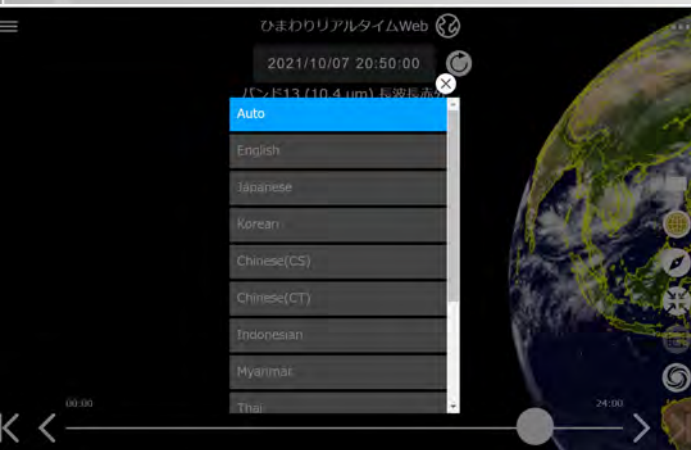 ひまわりリアルタイムWeb
2021/10/07 20:50:00
バンド13 (10.4 um) 長波長赤外
Auto
English
Japanese
Korean
Chinese(CS)
Chinese(CT)
Indonesian
Myanmar
Thai
00:00
24:00